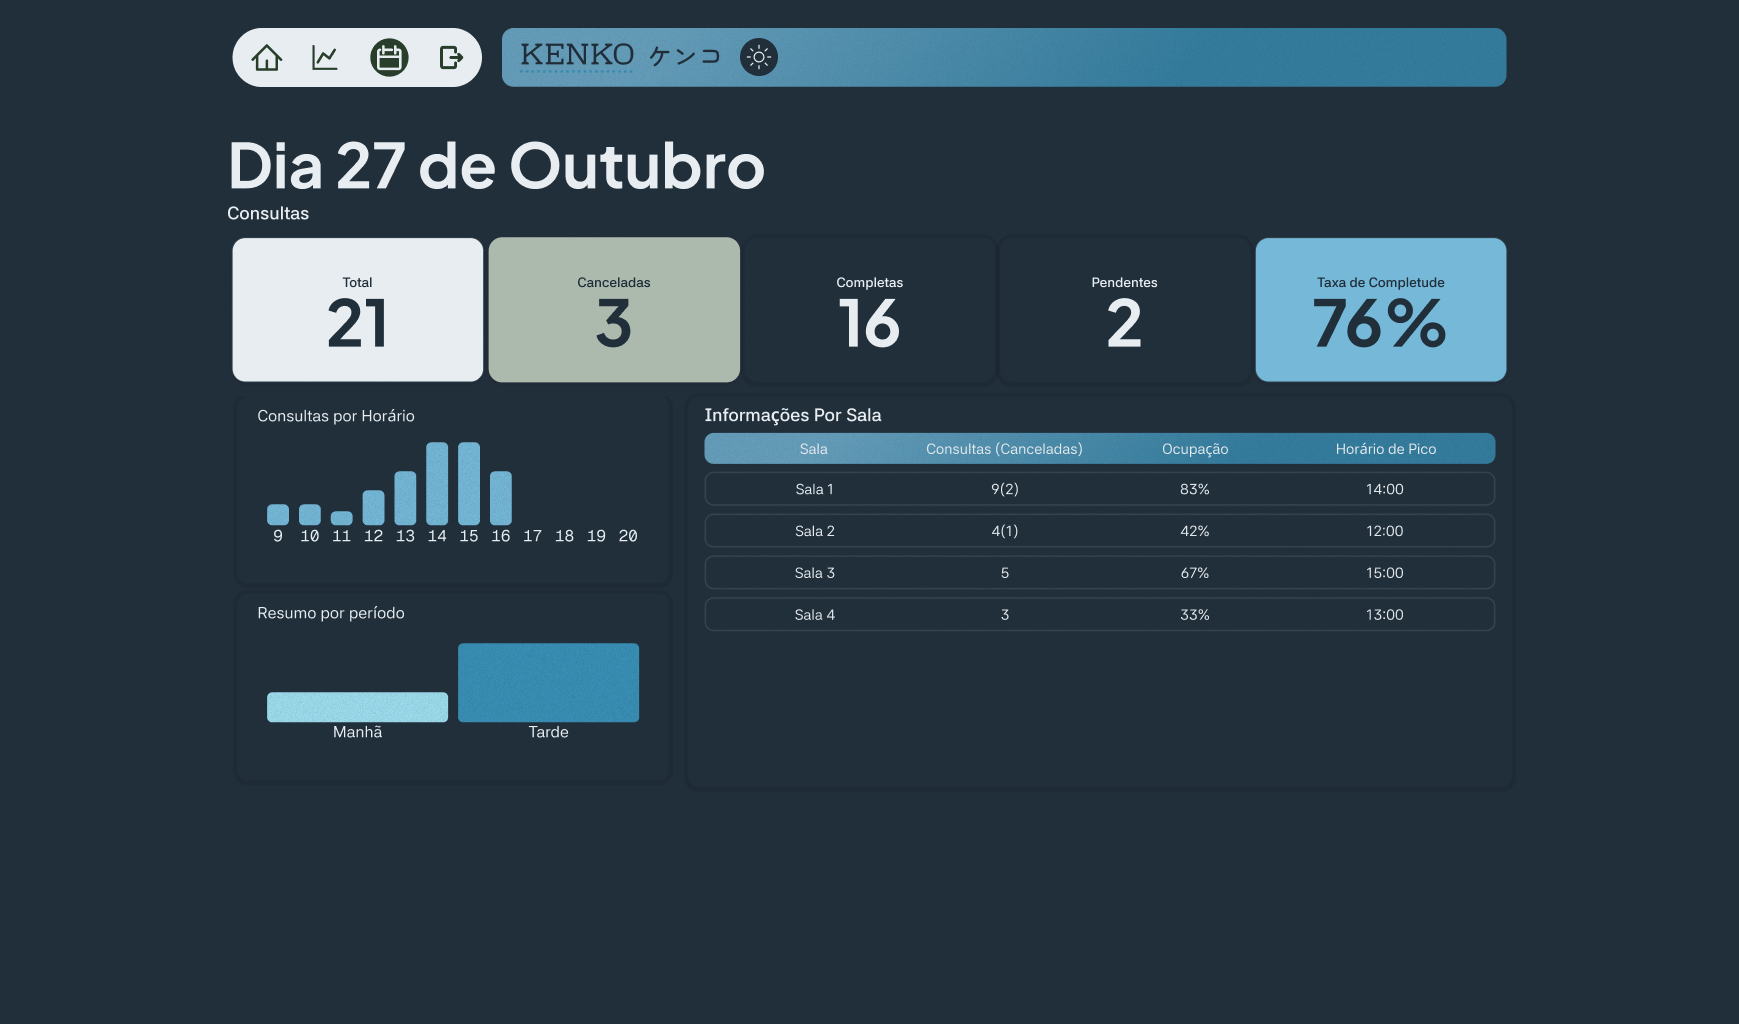 KENKO ケンコ
Dia 27 de Outubro
Consultas
Total
21
Canceladas
3
Completas
16
Pendentes
2
Taxa de Completude
76%
Consultas por Horário
9 10 11 12 13 14 15 16 17 18 19 20
Resumo por período
Manhã Tarde
Informações Por Sala
Sala Consultas (Canceladas) Ocupação Horário de Pico
Sala 1 9(2) 83% 14:00
Sala 2 4(1) 42% 12:00
Sala 3 5 67% 15:00
Sala 4 3 33% 13:00